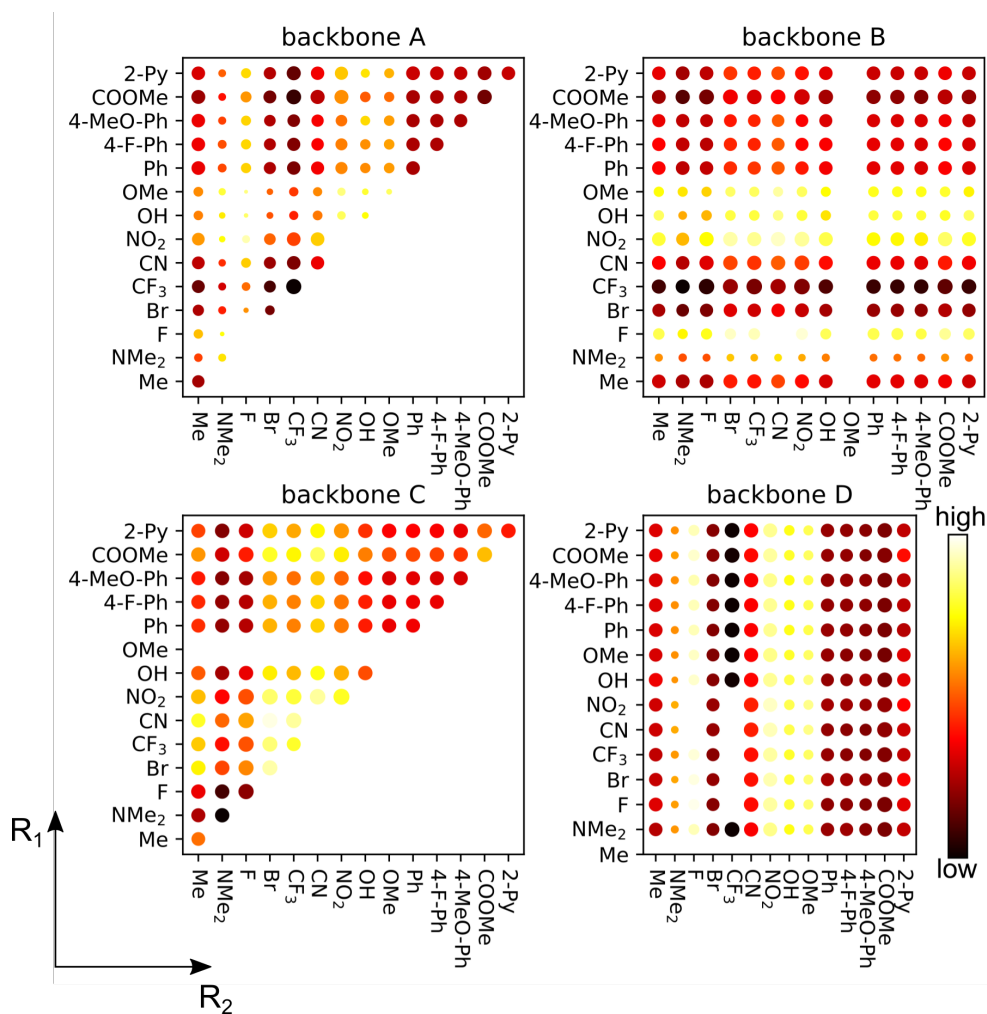 backbone A
2-Py
COOMe
4-MeO-Ph
4-F-Ph
Ph
OMe
OH
NO2
CN
CF3
Br
F
NMe2
Me
Me
NMe2
F
Br
CF3
CN
NO2
OH
OMe
Ph
4-F-Ph
4-MeO-Ph
COOMe
2-Py
backbone B
2-Py
COOMe
4-MeO-Ph
4-F-Ph
Ph
OMe
OH
NO2
CN
CF3
Br
F
NMe2
Me
Me
NMe2
F
Br
CF3
CN
NO2
OH
OMe
Ph
4-F-Ph
4-MeO-Ph
COOMe
2-Py
backbone C
2-Py
COOMe
4-MeO-Ph
4-F-Ph
Ph
OMe
OH
NO2
CN
CF3
Br
F
NMe2
Me
Me
NMe2
F
Br
CF3
CN
NO2
OH
OMe
Ph
4-F-Ph
4-MeO-Ph
COOMe
2-Py
backbone D
2-Py
COOMe
4-MeO-Ph
4-F-Ph
Ph
OMe
OH
NO2
CN
CF3
Br
F
NMe2
Me
Me
NMe2
F
Br
CF3
CN
NO2
OH
OMe
Ph
4-F-Ph
4-MeO-Ph
COOMe
2-Py
high
low
R1
R2